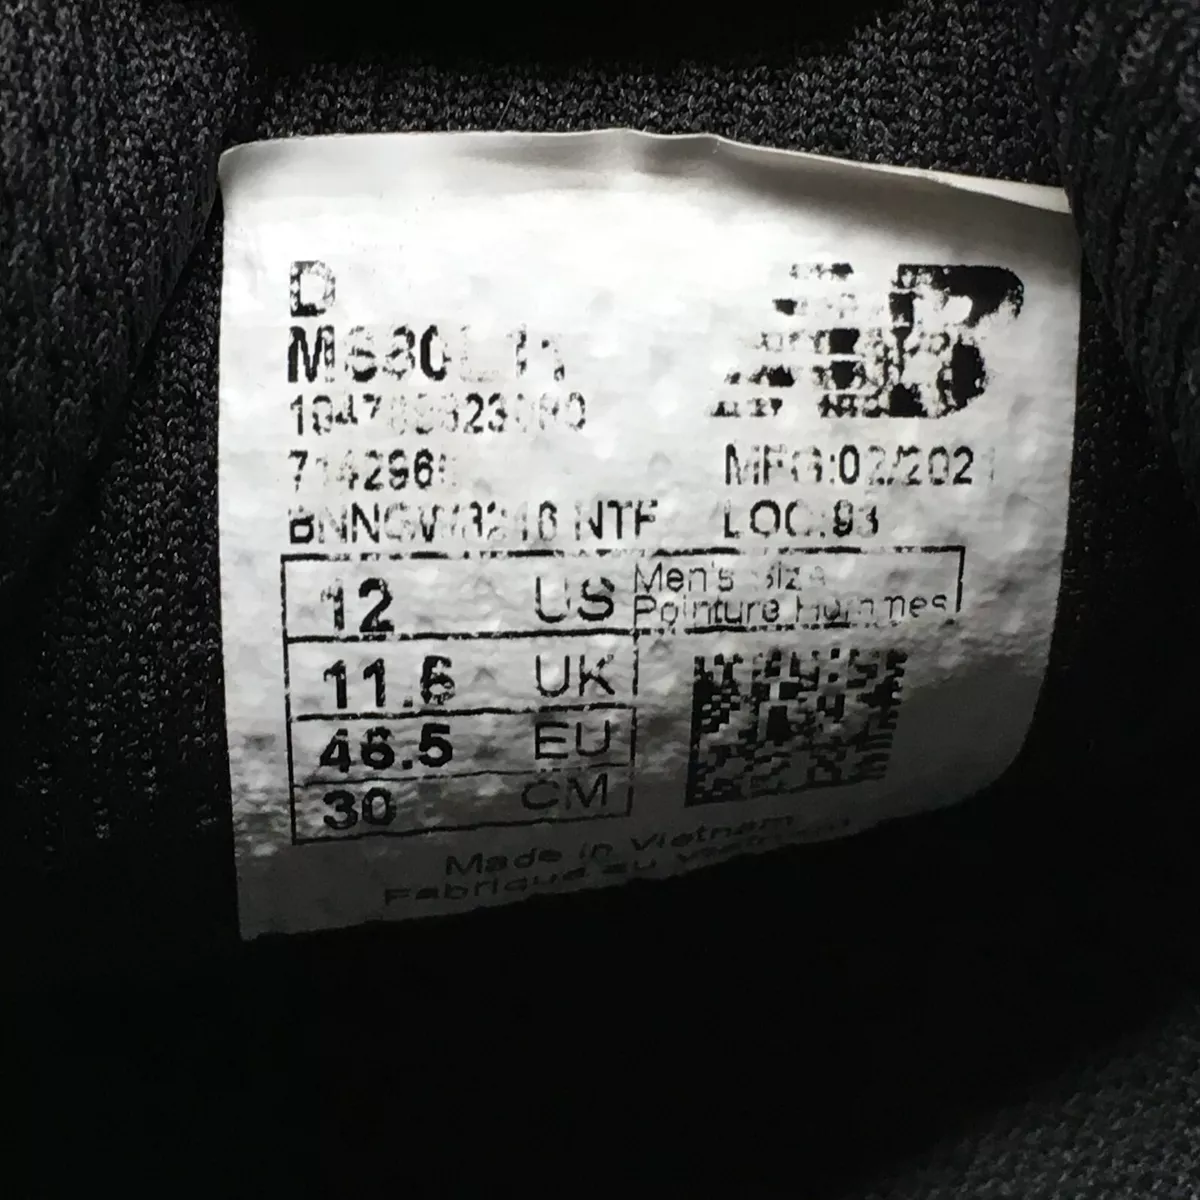 D
MFG:02/2021
LOC:93
12 US Men's size
Pointure Hommes
11.5 UK
46.5 EU
30 CM
Made in Vietnam
Fabriqué au Vietnam